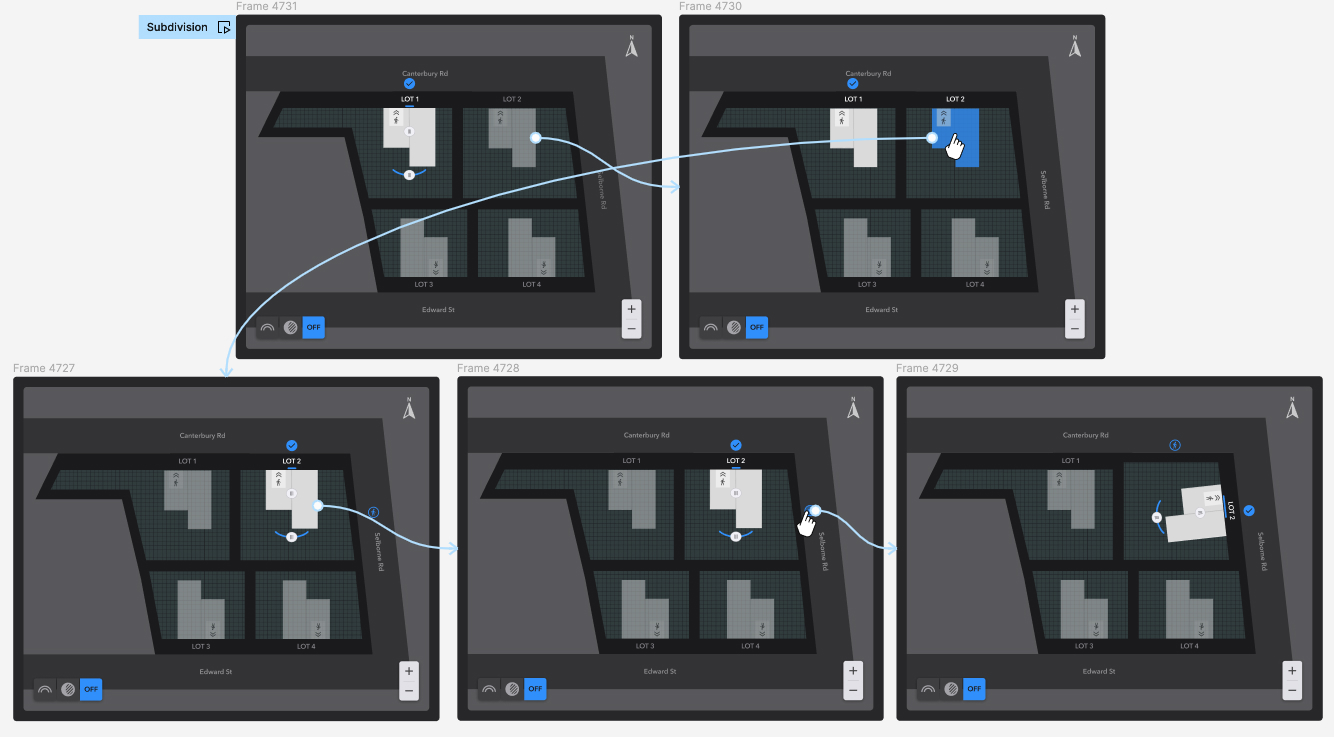 Frame 4731
Frame 4730
Subdivision
N
Canterbury Rd
LOT 1
LOT 2
Selborne Rd
LOT 3
LOT 4
Edward St
OFF
+
−
N
Canterbury Rd
LOT 1
LOT 2
Selborne Rd
LOT 3
LOT 4
Edward St
OFF
+
−
Frame 4727
Frame 4728
Frame 4729
N
Canterbury Rd
LOT 1
LOT 2
Selborne Rd
LOT 3
LOT 4
Edward St
OFF
+
−
N
Canterbury Rd
LOT 1
LOT 2
Selborne Rd
LOT 3
LOT 4
Edward St
OFF
+
−
N
Canterbury Rd
LOT 1
LOT 2
Selborne Rd
LOT 3
LOT 4
Edward St
OFF
+
−